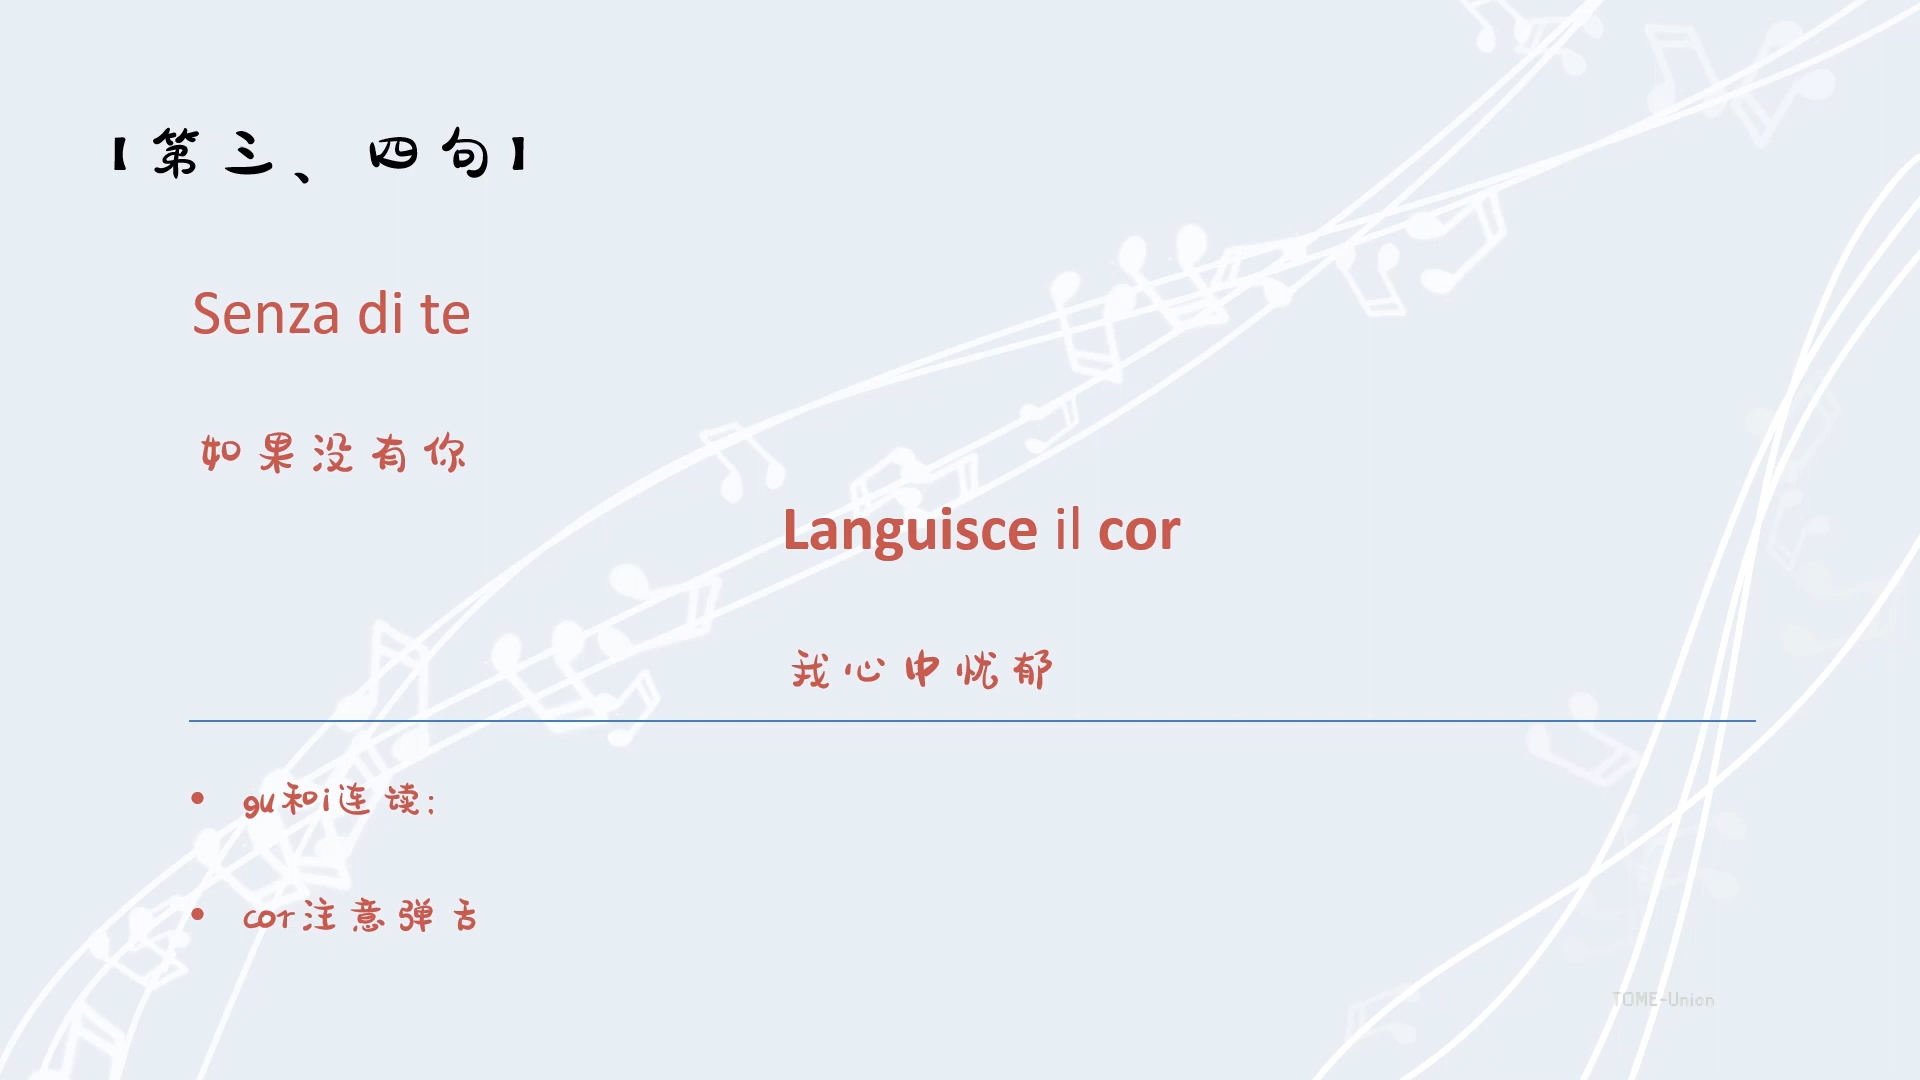 【第三、四句】
Senza di te
如果没有你
Languisce il cor
我心中忧郁
• gu和i连读;
• cor注意弹舌
TOME-Union